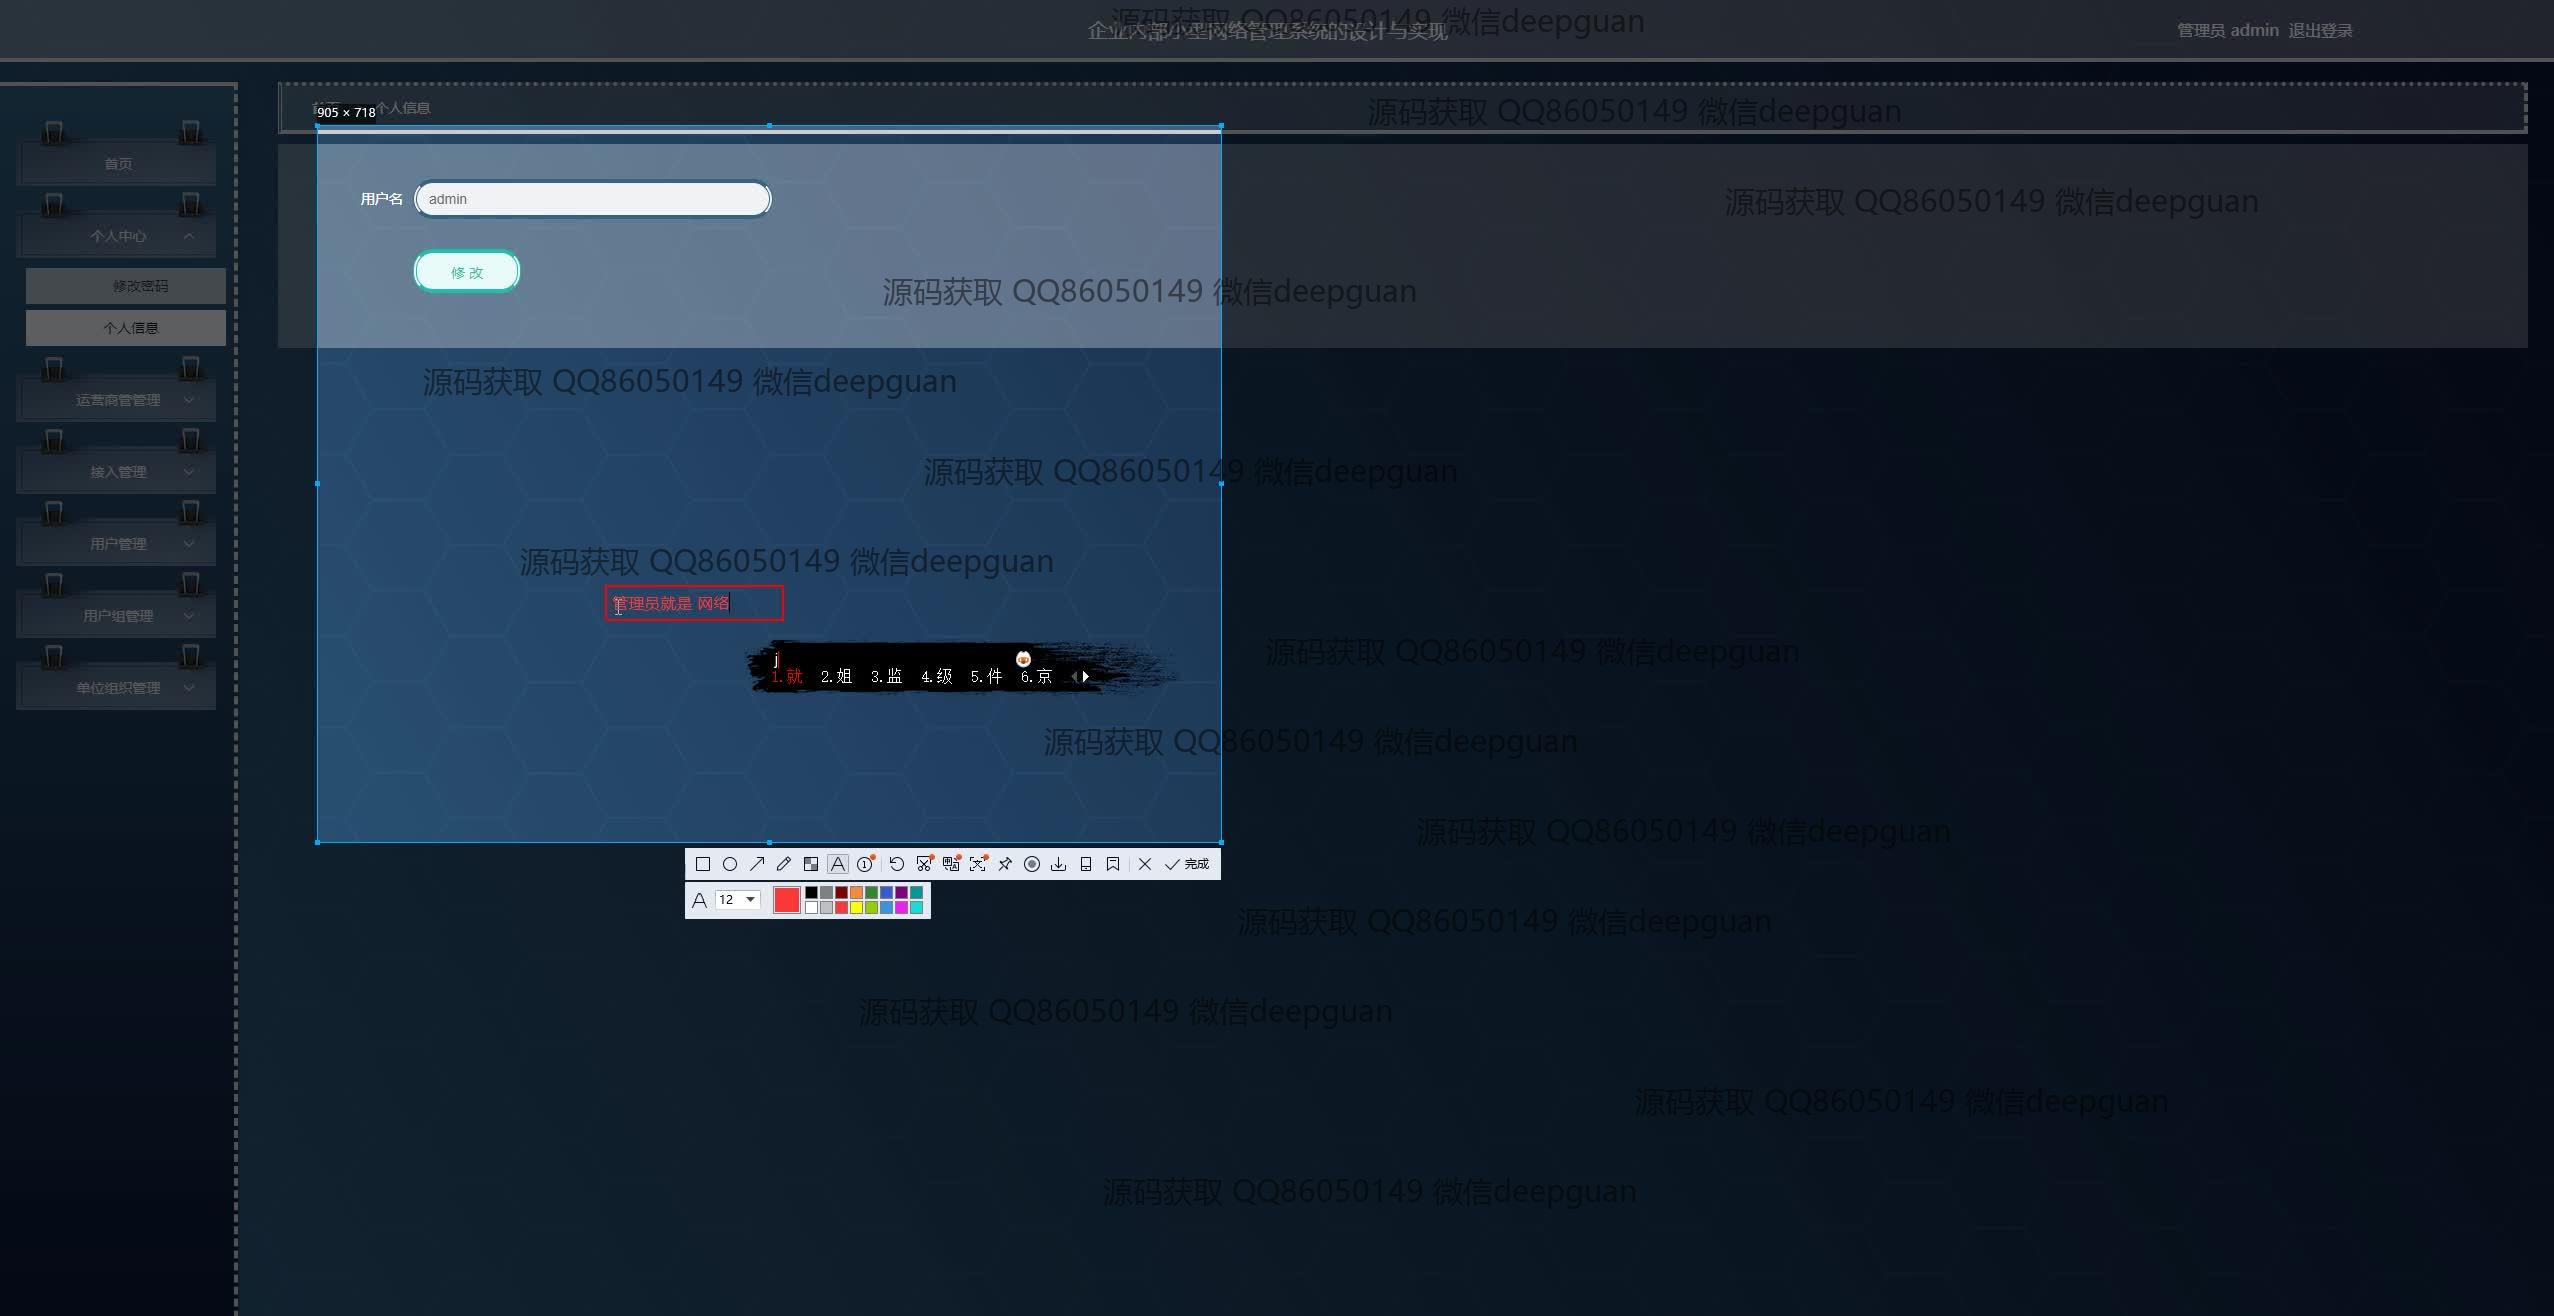 源码获取 QQ86050149 微信deepguan
企业内部小型网络管理系统的设计与实现
管理员 admin 退出登录
个人信息
905 × 718
源码获取 QQ86050149 微信deepguan
首页
用户名
admin
源码获取 QQ86050149 微信deepguan
个人中心
修 改
修改密码
源码获取 QQ86050149 微信deepguan
个人信息
源码获取 QQ86050149 微信deepguan
运营商管管理
接入管理
源码获取 QQ86050149 微信deepguan
用户管理
源码获取 QQ86050149 微信deepguan
管理员就是 网络
用户组管理
源码获取 QQ86050149 微信deepguan
j
1.就 2.姐 3.监 4.级 5.件 6.京
单位组织管理
源码获取 QQ86050149 微信deepguan
源码获取 QQ86050149 微信deepguan
完成
A 12
源码获取 QQ86050149 微信deepguan
源码获取 QQ86050149 微信deepguan
源码获取 QQ86050149 微信deepguan
源码获取 QQ86050149 微信deepguan